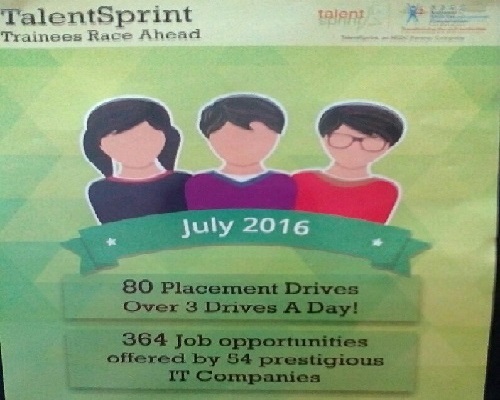 TalentSprint
Trainees Race Ahead
talent
July 2016
80 Placement Drives
Over 3 Drives A Day!
364 Job opportunities
offered by 54 prestigious
IT Companies